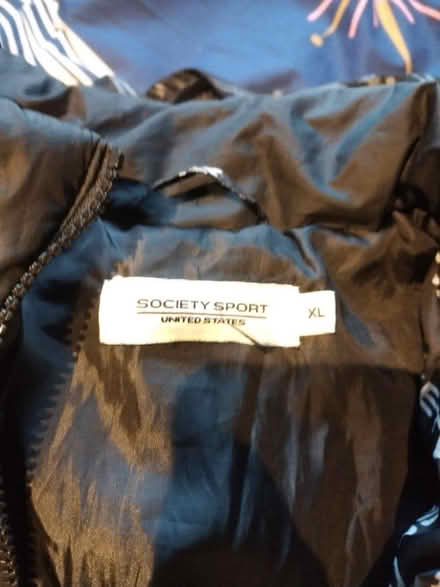 SOCIETY SPORT
UNITED STATES
XL